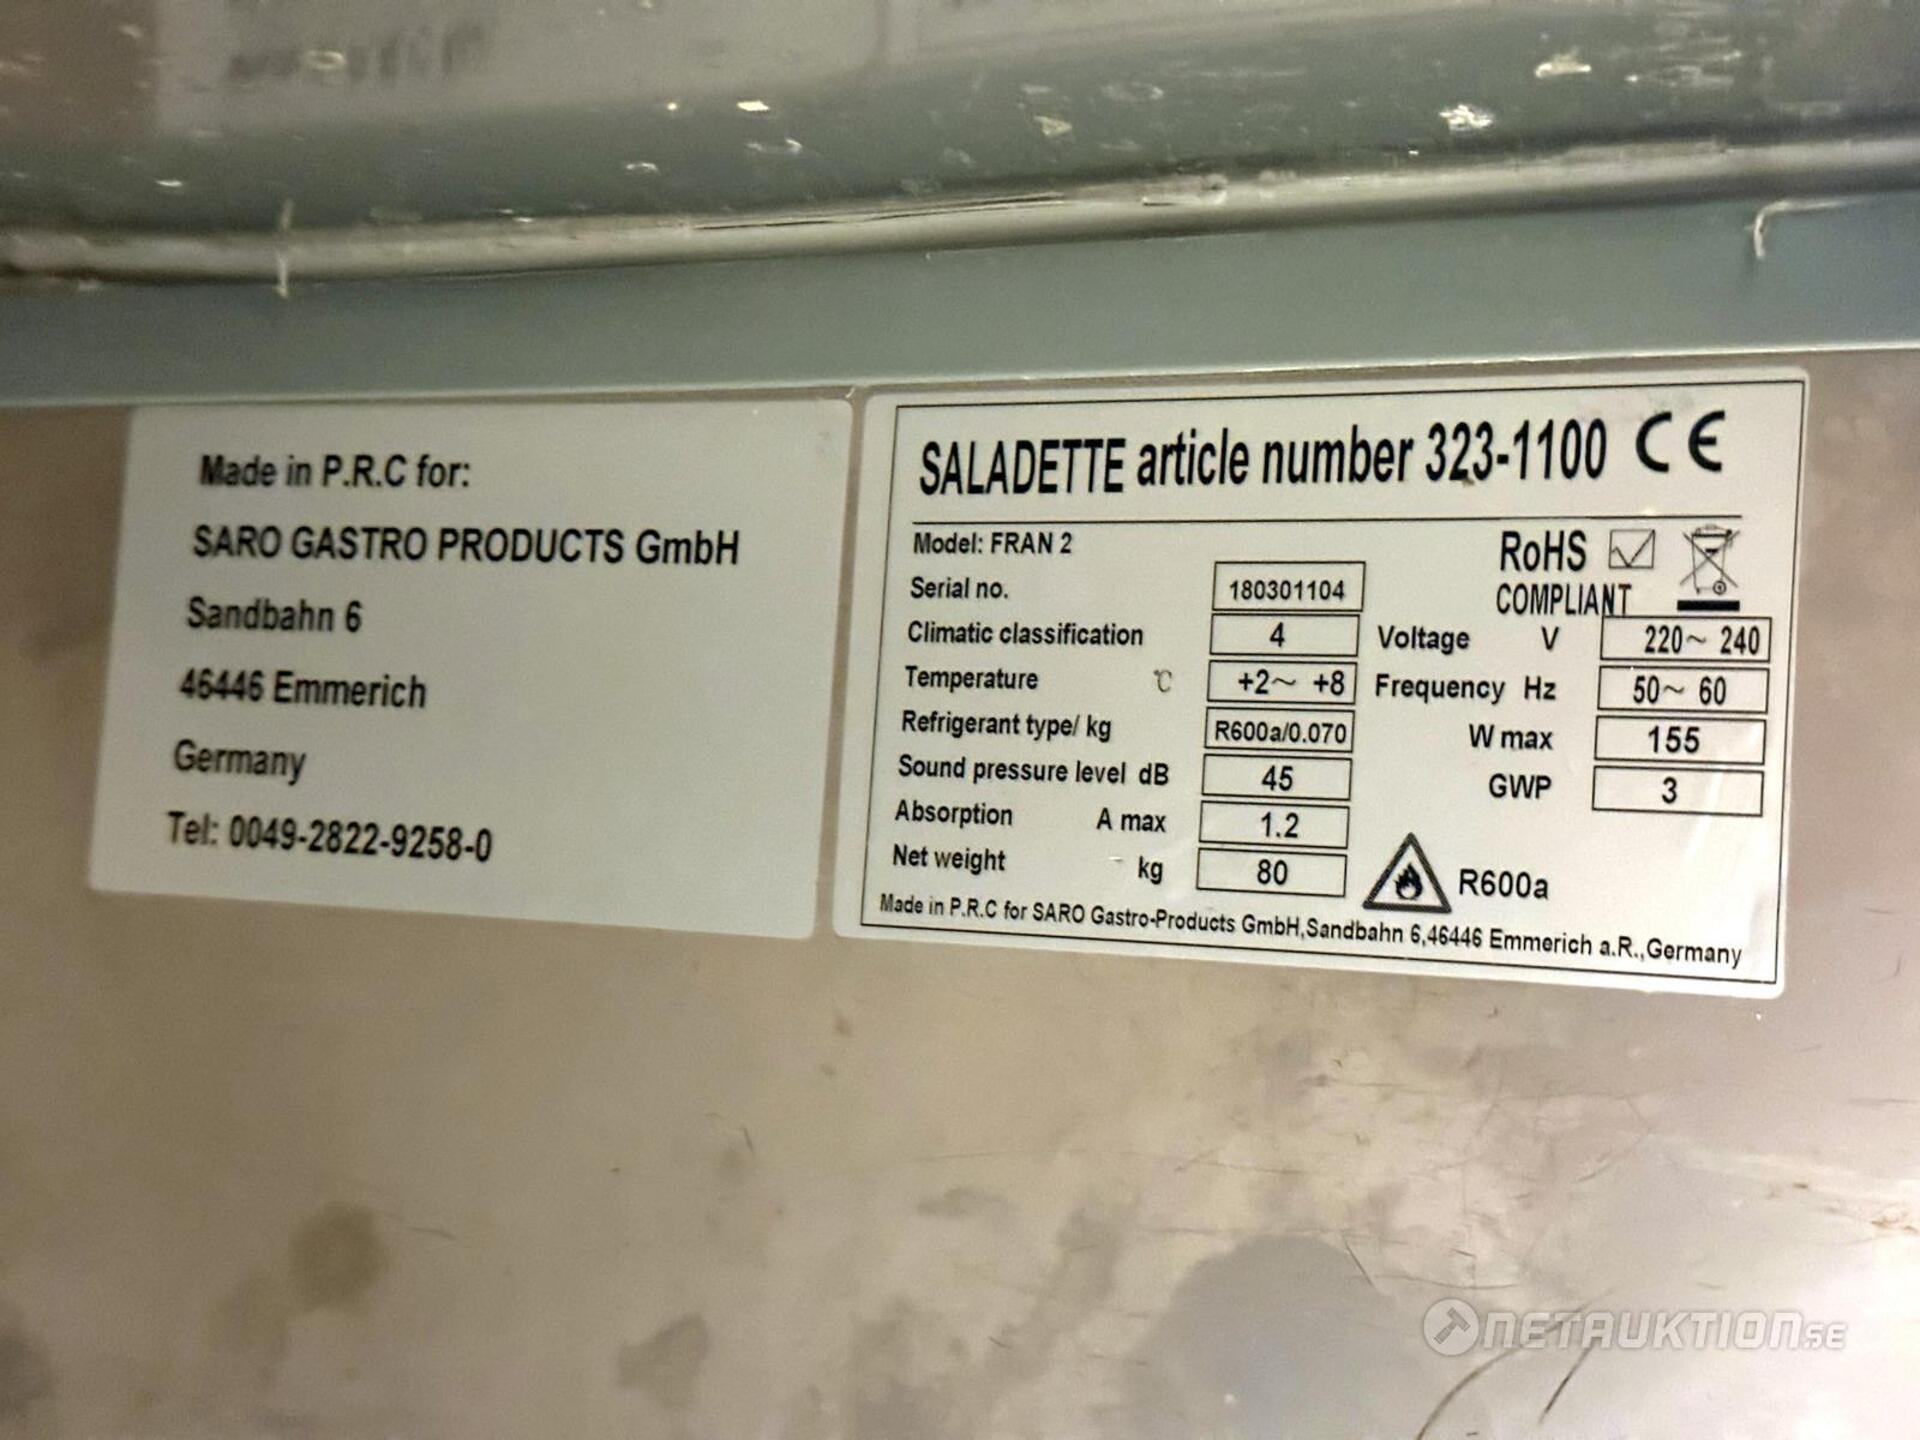 Made in P.R.C for:
SARO GASTRO PRODUCTS GmbH
Sandbahn 6
46446 Emmerich
Germany
Tel: 0049-2822-9258-0
SALADETTE article number 323-1100 CE
Model: FRAN 2
RoHS
COMPLIANT
Serial no. 180301104
Climatic classification 4 Voltage V 220~ 240
Temperature ℃ +2~ +8 Frequency Hz 50~ 60
Refrigerant type/ kg R600a/0.070 W max 155
Sound pressure level dB 45 GWP 3
Absorption A max 1.2
Net weight kg 80 R600a
Made in P.R.C for SARO Gastro-Products GmbH,Sandbahn 6,46446 Emmerich a.R.,Germany
NETAUKTION.SE